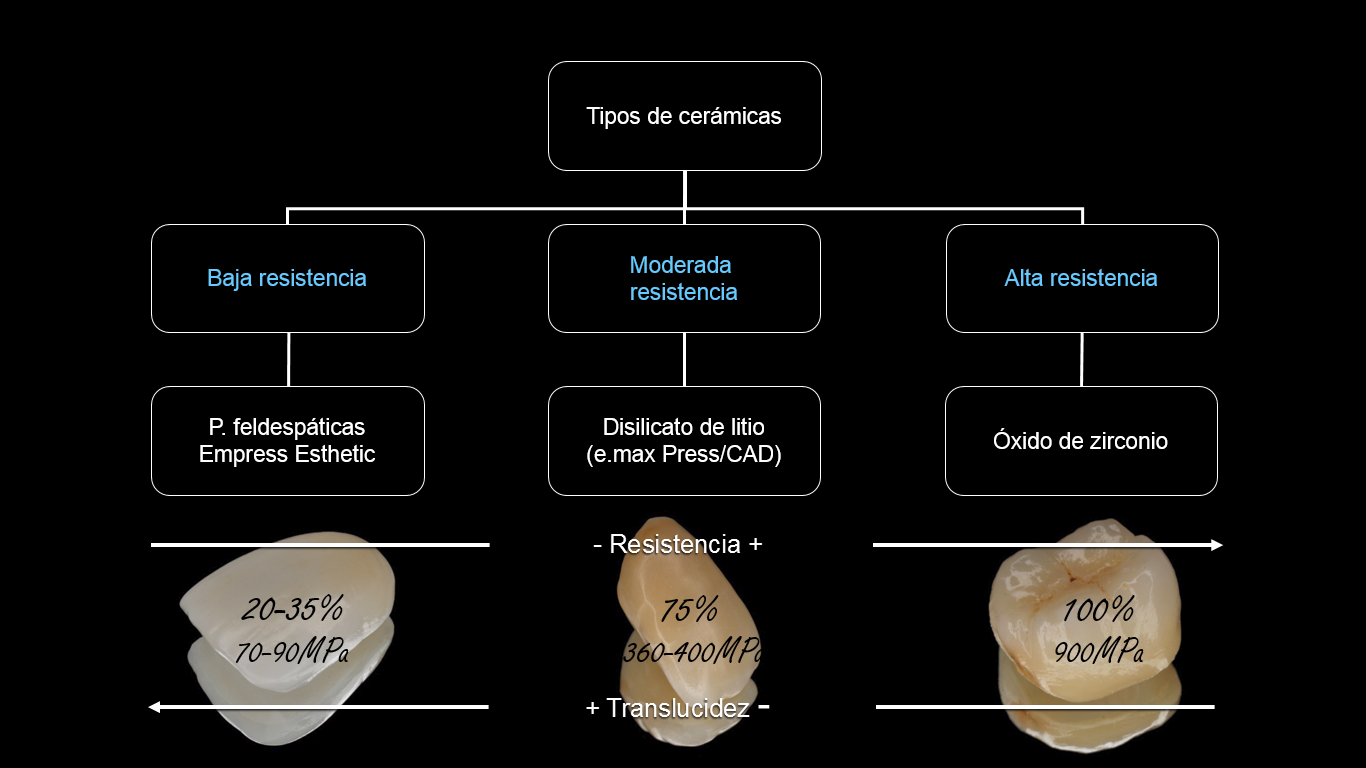 Tipos de cerámicas
Baja resistencia
Moderada
resistencia
Alta resistencia
P. feldespáticas
Empress Esthetic
Disilicato de litio
(e.max Press/CAD)
Óxido de zirconio
- Resistencia +
20-35%
70-90MPa
75%
360-400MPa
100%
900MPa
+ Translucidez -